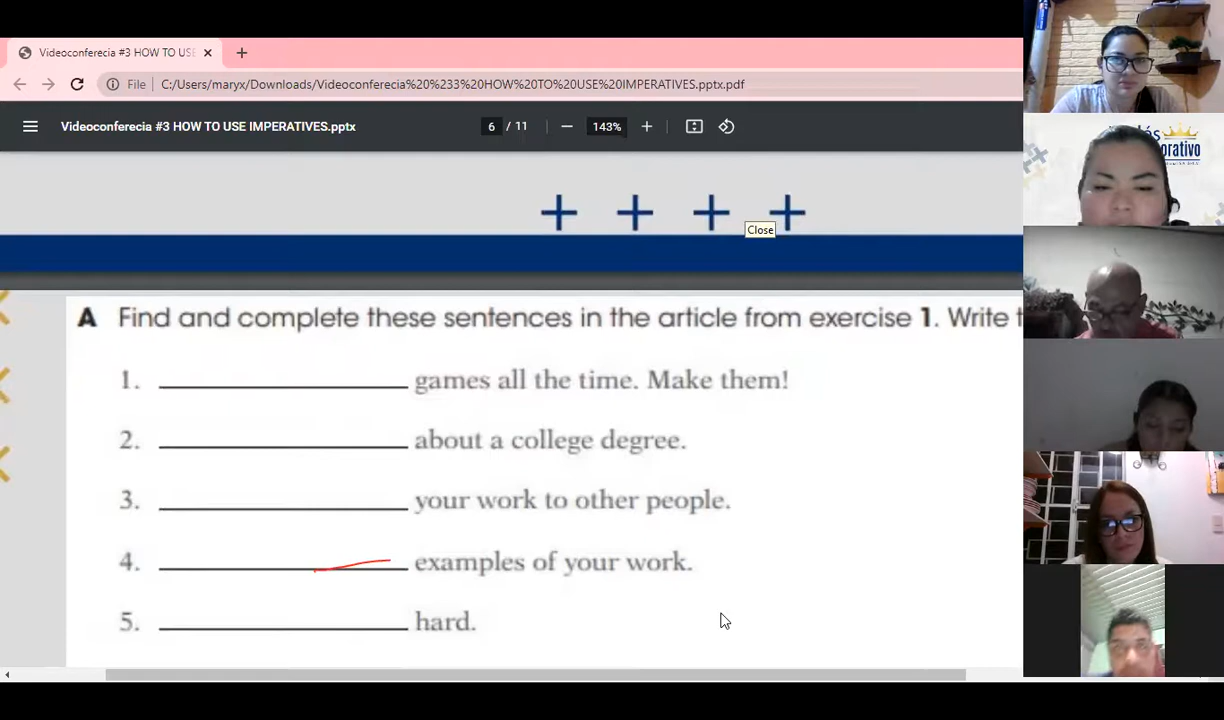 Videoconferecia #3 HOW TO USE
File
C:/Users/maryx/Downloads/Videoconferecia%20%233%20HOW%20TO%20USE%20IMPERATIVES.pptx.pdf
Videoconferecia #3 HOW TO USE IMPERATIVES.pptx
6 / 11
143%
Close
A Find and complete these sentences in the article from exercise 1. Write
1. games all the time. Make them!
2. about a college degree.
3. your work to other people.
4. examples of your work.
5. hard.